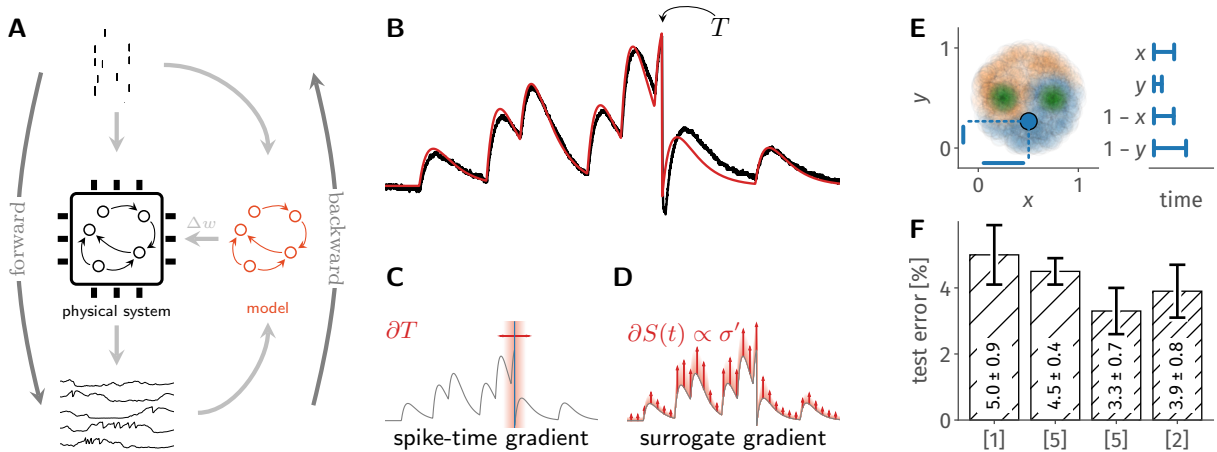 A
forward
backward
Δw
physical system
model
B
T
C
∂T
spike-time gradient
D
∂S(t) ∝ σ′
surrogate gradient
E
1
y
0
0
1
x
x
y
1 − x
1 − y
time
F
test error [%]
4
2
0
5.0 ± 0.9
4.5 ± 0.4
3.3 ± 0.7
3.9 ± 0.8
[1]
[5]
[5]
[2]